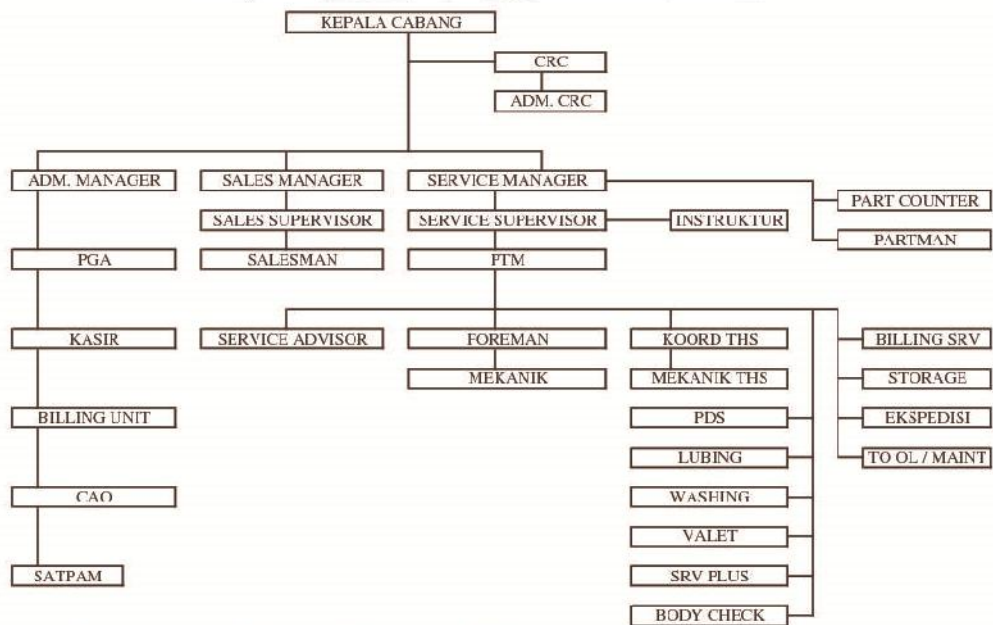 KEPALA CABANG
CRC
ADM. CRC
ADM. MANAGER
SALES MANAGER
SERVICE MANAGER
PART COUNTER
SALES SUPERVISOR
SERVICE SUPERVISOR
INSTRUKTUR
PARTMAN
PGA
SALESMAN
PTM
KASIR
SERVICE ADVISOR
FOREMAN
KOORD THS
BILLING SRV
MEKANIK
MEKANIK THS
STORAGE
BILLING UNIT
PDS
EKSPEDISI
LUBING
TO OL / MAINT
CAO
WASHING
VALET
SATPAM
SRV PLUS
BODY CHECK